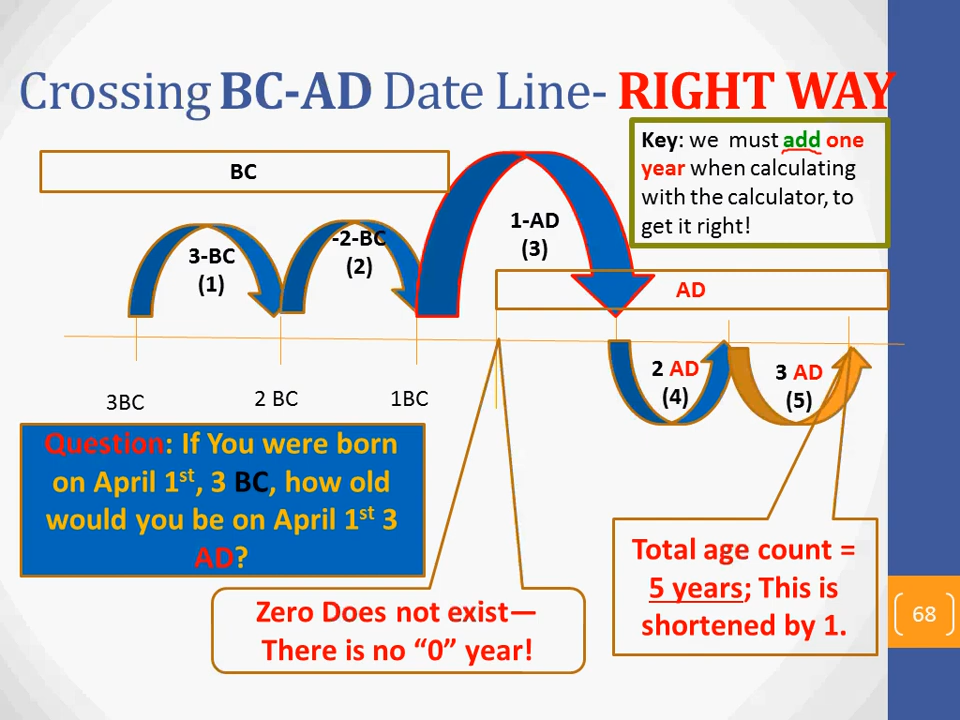 Crossing BC-AD Date Line- RIGHT WAY
Key: we must add one
year when calculating
with the calculator, to
get it right!
BC
3-BC
(1)
-2-BC
(2)
1-AD
(3)
AD
2 AD
(4)
3 AD
(5)
3BC
2 BC
1BC
Question: If You were born
on April 1st, 3 BC, how old
would you be on April 1st 3
AD?
Total age count =
5 years; This is
shortened by 1.
Zero Does not exist—
There is no “0” year!
68